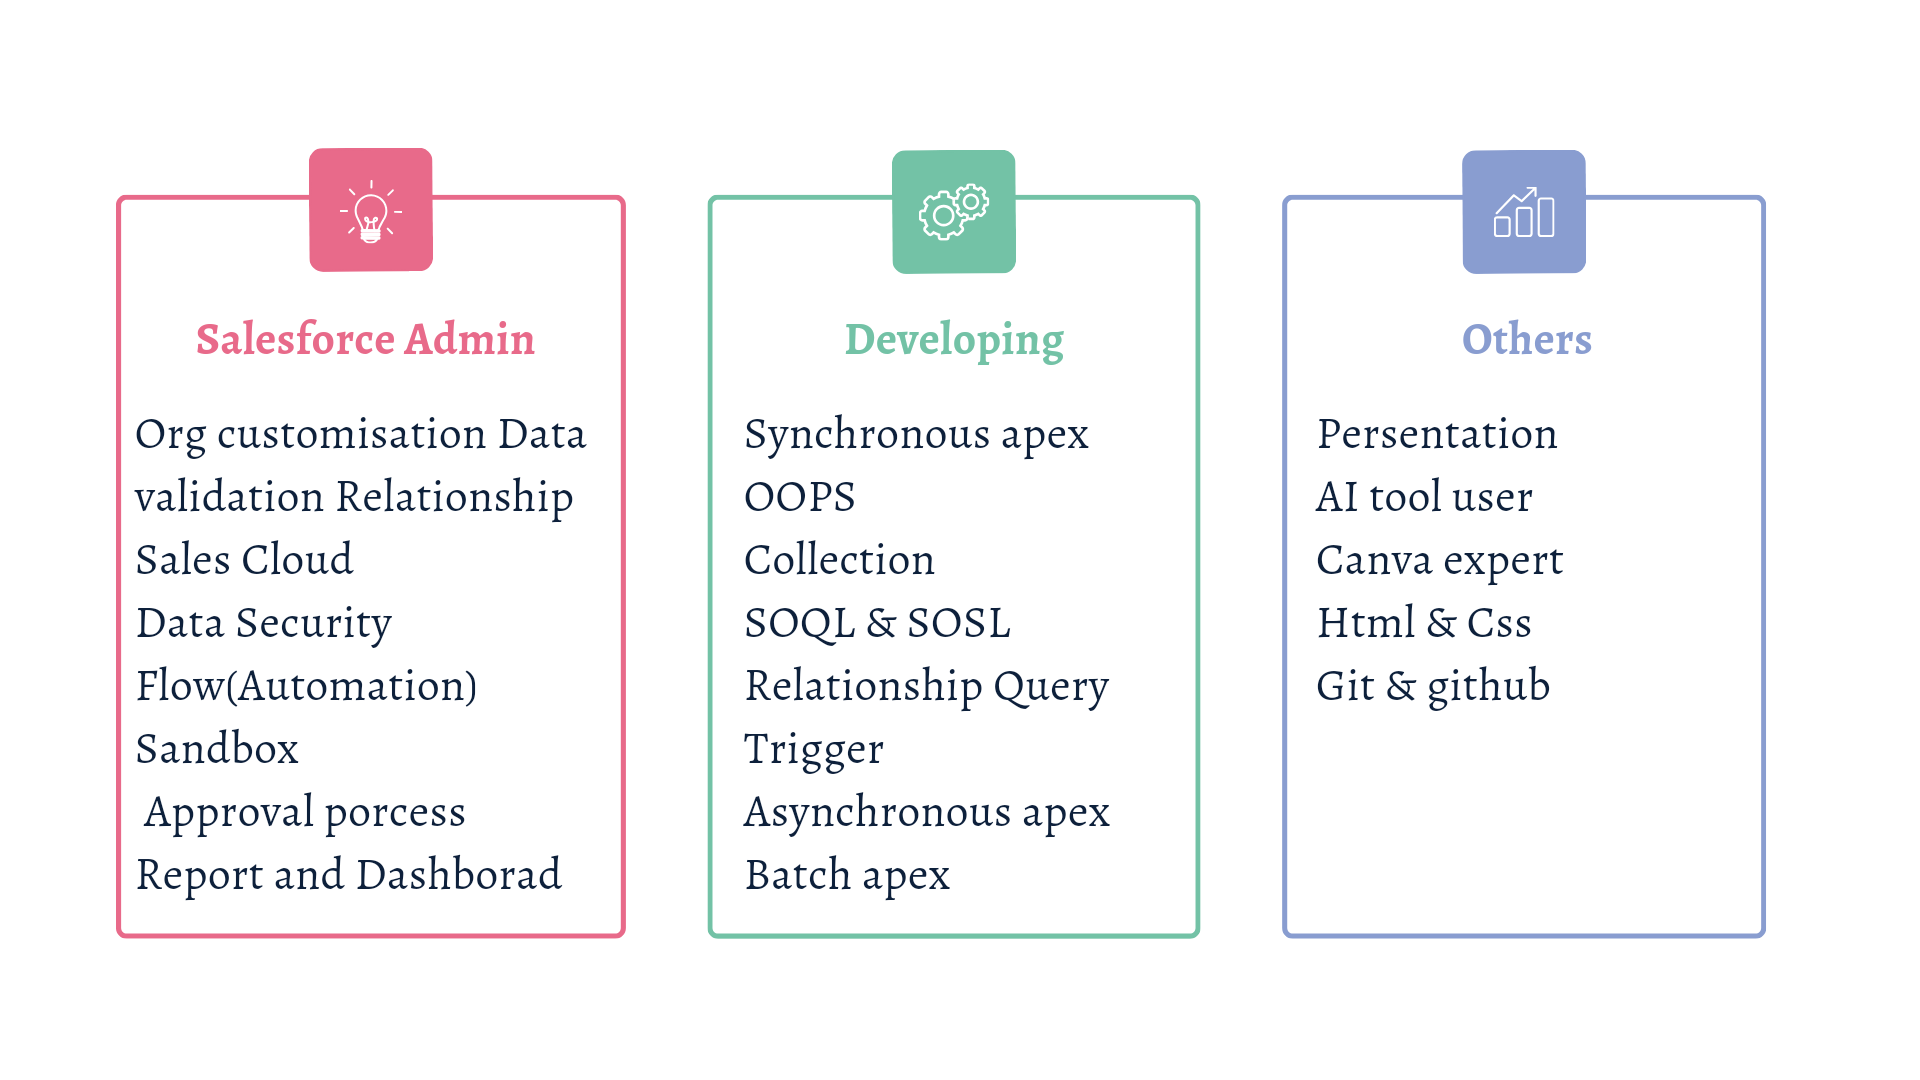 Salesforce Admin
Org customisation Data
validation Relationship
Sales Cloud
Data Security
Flow(Automation)
Sandbox
Approval porcess
Report and Dashborad
Developing
Synchronous apex
OOPS
Collection
SOQL & SOSL
Relationship Query
Trigger
Asynchronous apex
Batch apex
Others
Persentation
AI tool user
Canva expert
Html & Css
Git & github